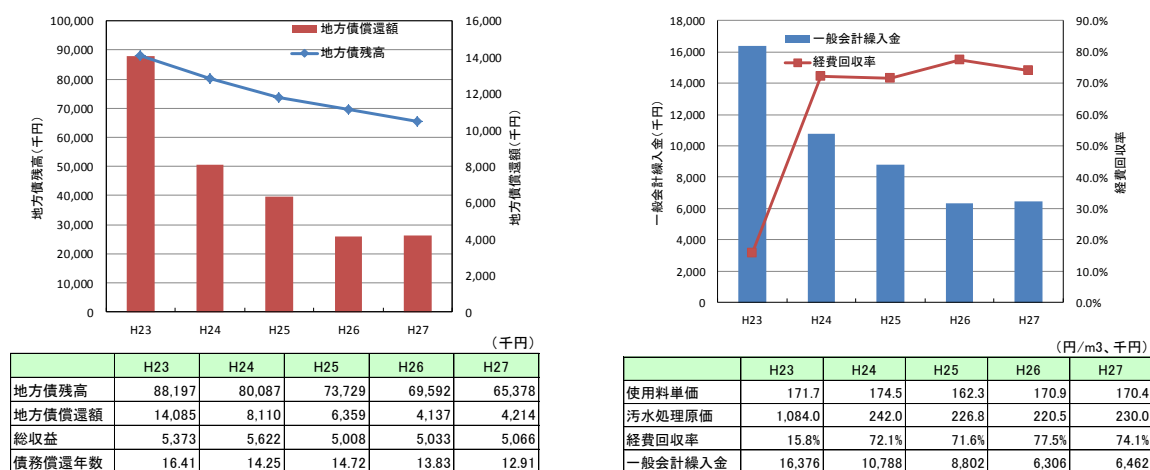 100,000
90,000
80,000
70,000
60,000
50,000
40,000
30,000
20,000
10,000
0
地方債残高(千円)
16,000
14,000
12,000
10,000
8,000
6,000
4,000
2,000
0
地方債償還額(千円)
地方債償還額
地方債残高
H23 H24 H25 H26 H27
(千円)
H23 H24 H25 H26 H27
地方債残高 88,197 80,087 73,729 69,592 65,378
地方債償還額 14,085 8,110 6,359 4,137 4,214
総収益 5,373 5,622 5,008 5,033 5,066
債務償還年数 16.41 14.25 14.72 13.83 12.91
18,000
16,000
14,000
12,000
10,000
8,000
6,000
4,000
2,000
0
一般会計繰入金(千円)
90.0%
80.0%
70.0%
60.0%
50.0%
40.0%
30.0%
20.0%
10.0%
0.0%
経費回収率
一般会計繰入金
経費回収率
H23 H24 H25 H26 H27
(円/m3、千円)
H23 H24 H25 H26 H27
使用料単価 171.7 174.5 162.3 170.9 170.4
汚水処理原価 1,084.0 242.0 226.8 220.5 230.0
経費回収率 15.8% 72.1% 71.6% 77.5% 74.1%
一般会計繰入金 16,376 10,788 8,802 6,306 6,462